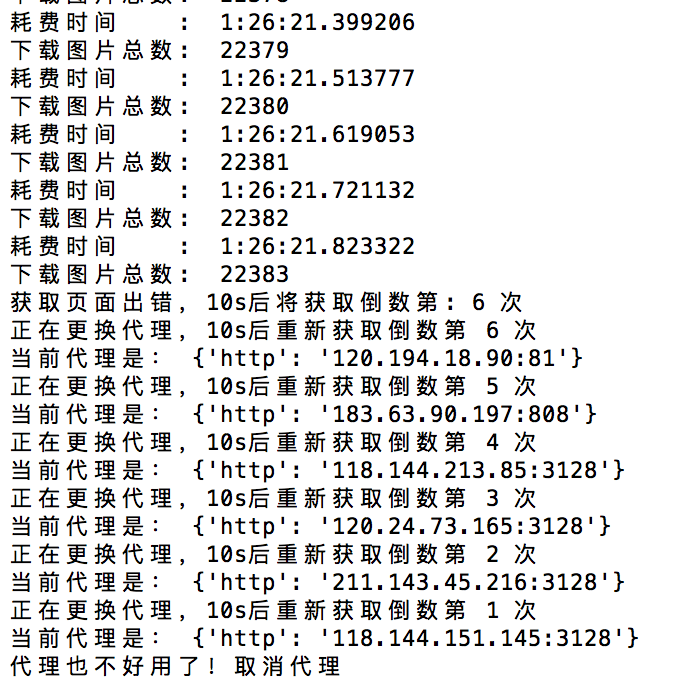 耗费时间    :  1:26:21.399206
下载图片总数:  22379
耗费时间    :  1:26:21.513777
下载图片总数:  22380
耗费时间    :  1:26:21.619053
下载图片总数:  22381
耗费时间    :  1:26:21.721132
下载图片总数:  22382
耗费时间    :  1:26:21.823322
下载图片总数:  22383
获取页面出错，10s后将获取倒数第: 6 次
正在更换代理，10s后重新获取倒数第 6 次
当前代理是： {'http': '120.194.18.90:81'}
正在更换代理，10s后重新获取倒数第 5 次
当前代理是： {'http': '183.63.90.197:808'}
正在更换代理，10s后重新获取倒数第 4 次
当前代理是： {'http': '118.144.213.85:3128'}
正在更换代理，10s后重新获取倒数第 3 次
当前代理是： {'http': '120.24.73.165:3128'}
正在更换代理，10s后重新获取倒数第 2 次
当前代理是： {'http': '211.143.45.216:3128'}
正在更换代理，10s后重新获取倒数第 1 次
当前代理是： {'http': '118.144.151.145:3128'}
代理也不好用了！取消代理